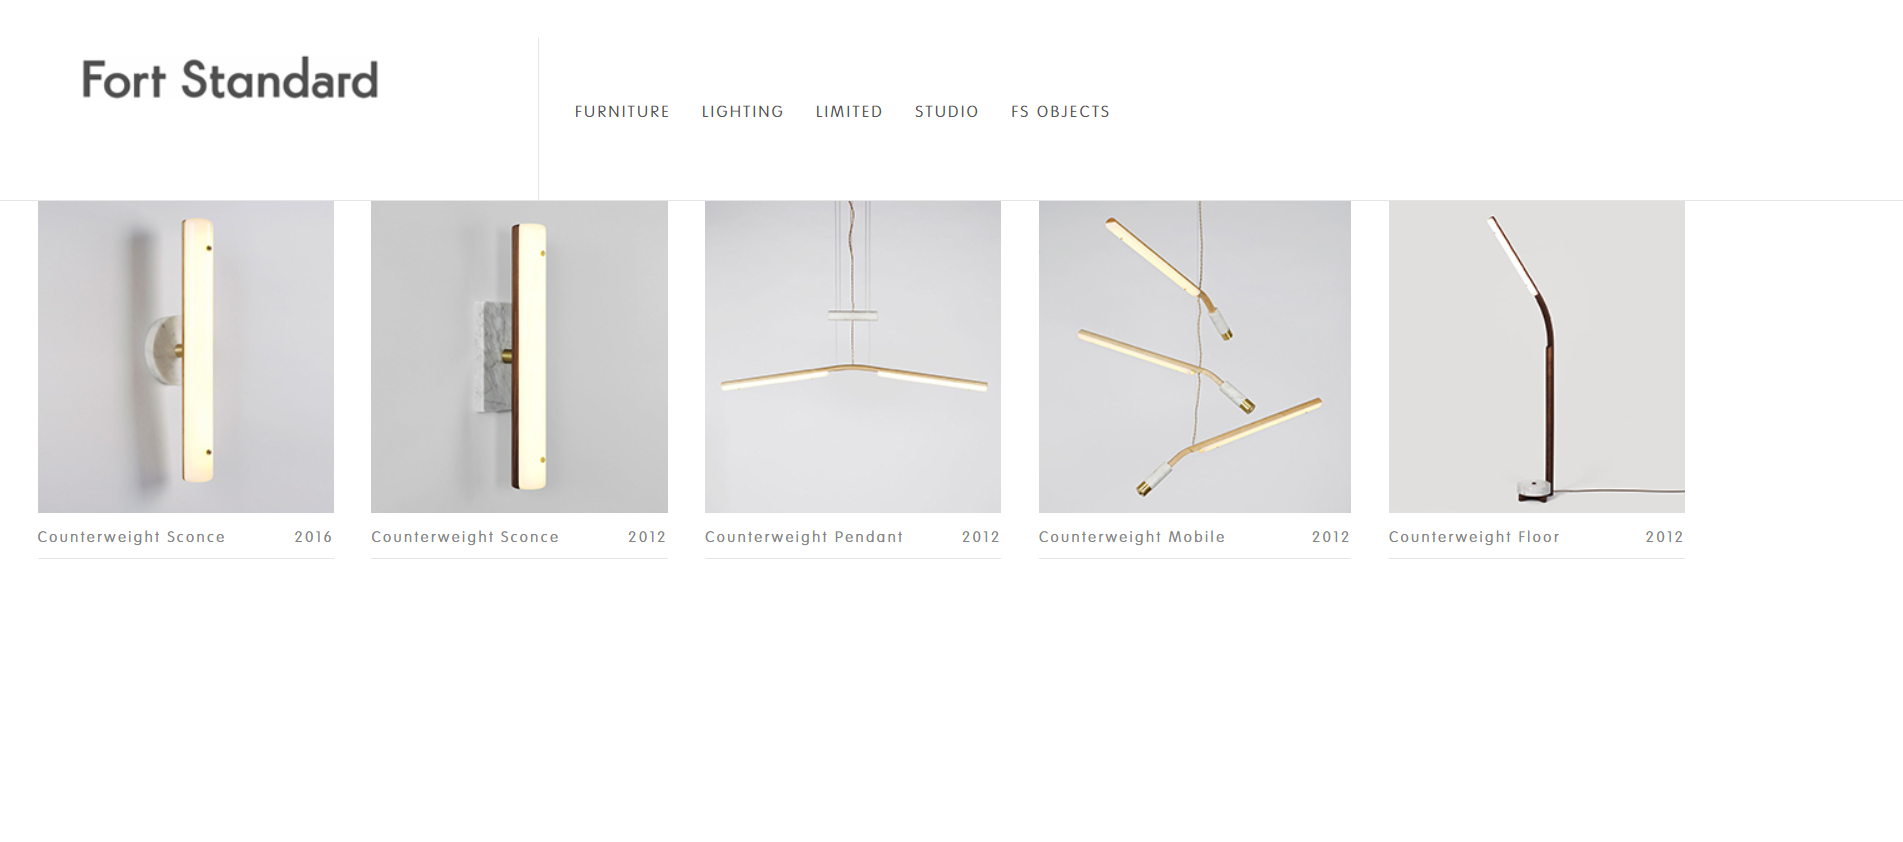 Fort Standard
FURNITURE LIGHTING LIMITED STUDIO FS OBJECTS
Counterweight Sconce 2016
Counterweight Sconce 2012
Counterweight Pendant 2012
Counterweight Mobile 2012
Counterweight Floor 2012